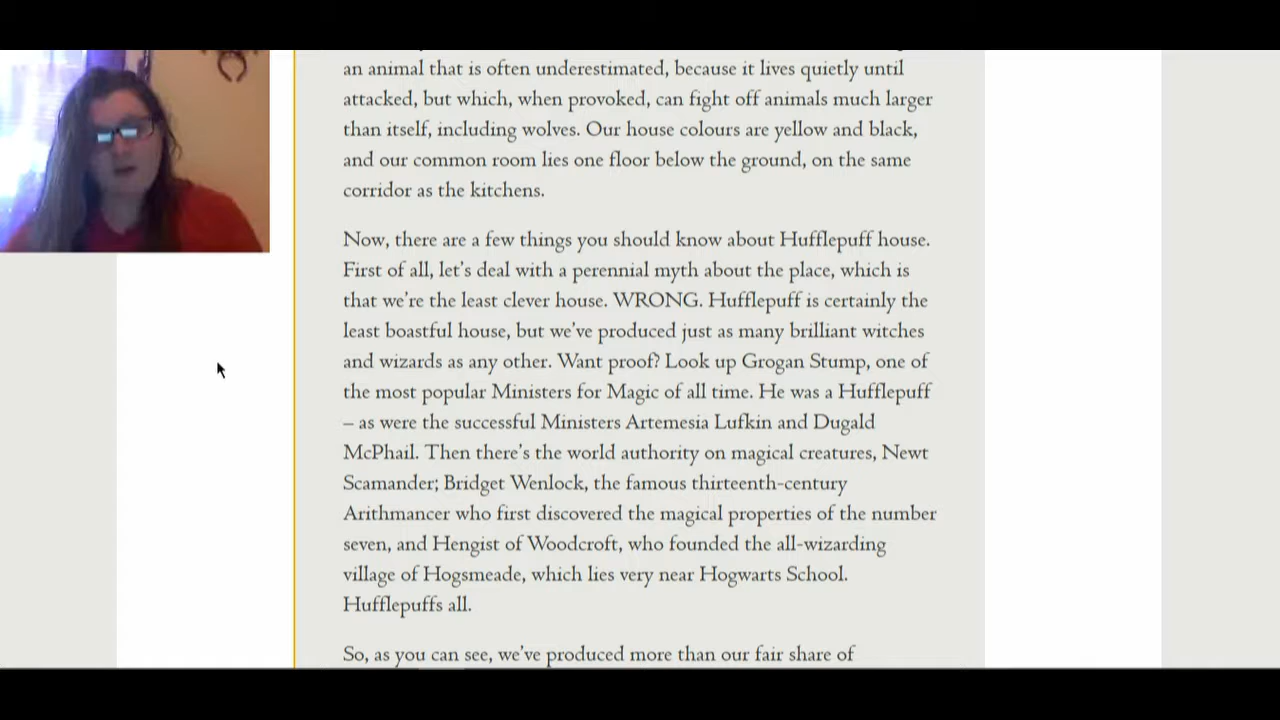 an animal that is often underestimated, because it lives quietly until
attacked, but which, when provoked, can fight off animals much larger
than itself, including wolves. Our house colours are yellow and black,
and our common room lies one floor below the ground, on the same
corridor as the kitchens.
Now, there are a few things you should know about Hufflepuff house.
First of all, let's deal with a perennial myth about the place, which is
that we're the least clever house. WRONG. Hufflepuff is certainly the
least boastful house, but we've produced just as many brilliant witches
and wizards as any other. Want proof? Look up Grogan Stump, one of
the most popular Ministers for Magic of all time. He was a Hufflepuff
– as were the successful Ministers Artemesia Lufkin and Dugald
McPhail. Then there's the world authority on magical creatures, Newt
Scamander; Bridget Wenlock, the famous thirteenth-century
Arithmancer who first discovered the magical properties of the number
seven, and Hengist of Woodcroft, who founded the all-wizarding
village of Hogsmeade, which lies very near Hogwarts School.
Hufflepuffs all.
So, as you can see, we've produced more than our fair share of